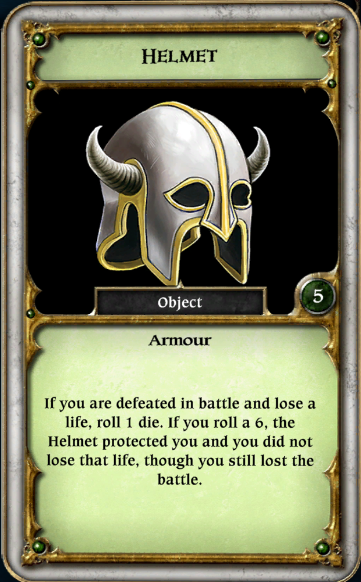 HELMET
Object
5
Armour
If you are defeated in battle and lose a
life, roll 1 die. If you roll a 6, the
Helmet protected you and you did not
lose that life, though you still lost the
battle.